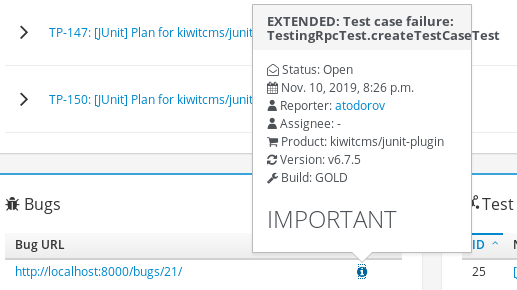 TP-147: [JUnit] Plan for kiwitcms/junit
TP-150: [JUnit] Plan for kiwitcms/junit
EXTENDED: Test case failure:
TestingRpcTest.createTestCaseTest
Status: Open
Nov. 10, 2019, 8:26 p.m.
Reporter: atodorov
Assignee: -
Product: kiwitcms/junit-plugin
Version: v6.7.5
Build: GOLD
IMPORTANT
Bugs
Bug URL
http://localhost:8000/bugs/21/
Test
ID
25